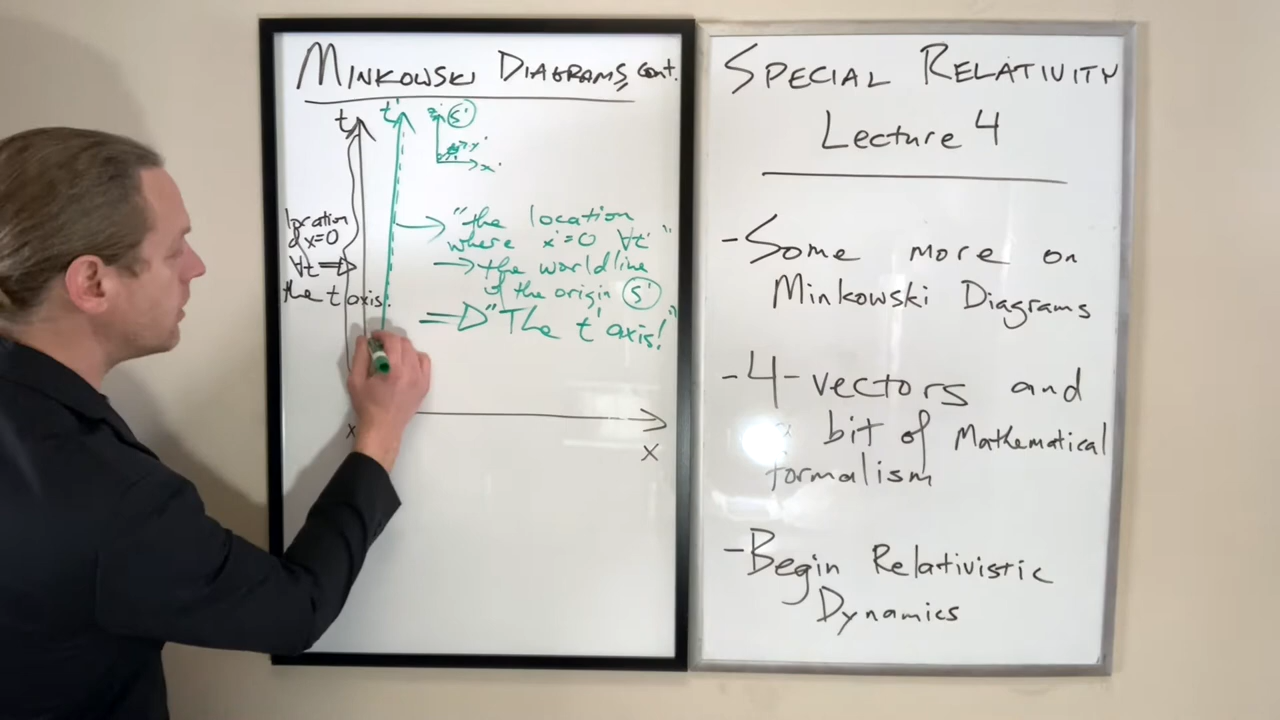 MINKOWSKI DIAGRAMS cont.
t
t'
z' S'
y'
x'
location
of x=0
∀t ⇒
the t axis!
→ "the location
where x'=0 ∀t'"
→ the worldline
of the origin S'
⇒ "The t' axis!"
x
x
SPECIAL RELATIVITY
Lecture 4
- Some more on
Minkowski Diagrams
- 4-vectors and
bit of Mathematical
formalism
- Begin Relativistic
Dynamics